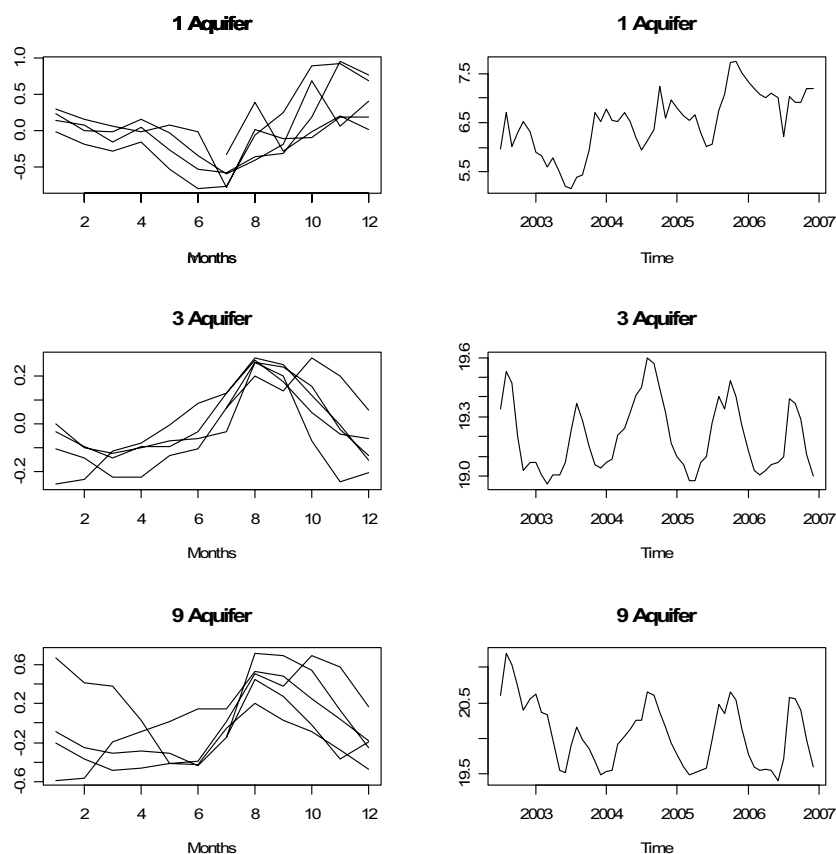 1 Aquifer
1 Aquifer
1.0
0.5
0.0
-0.5
2 4 6 8 10 12
Months
7.5
6.5
5.5
2003 2004 2005 2006 2007
Time
3 Aquifer
3 Aquifer
0.2
0.0
-0.2
2 4 6 8 10 12
Months
19.6
19.3
19.0
2003 2004 2005 2006 2007
Time
9 Aquifer
9 Aquifer
0.6
0.2
-0.2
-0.6
2 4 6 8 10 12
Months
20.5
19.5
2003 2004 2005 2006 2007
Time